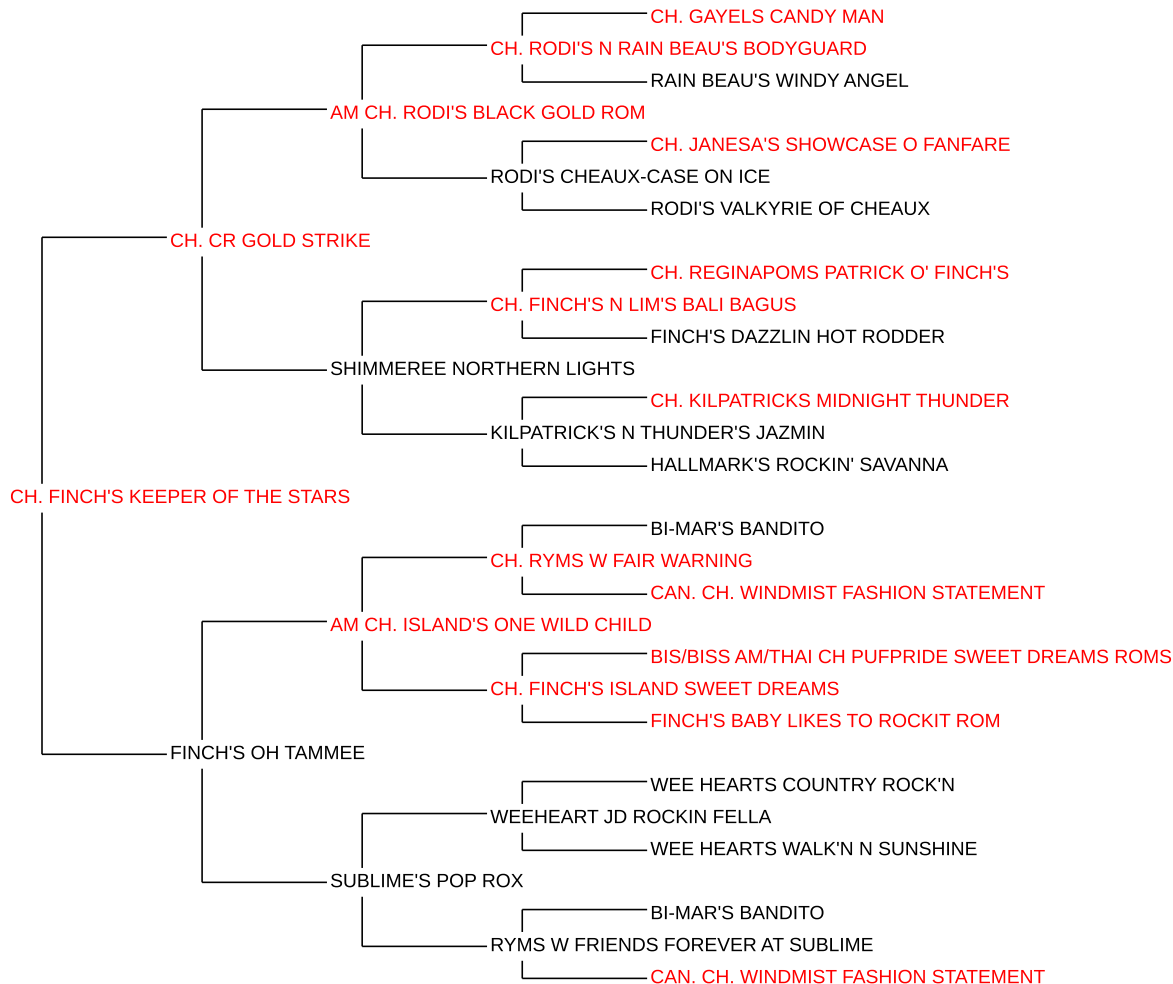 CH. GAYELS CANDY MAN
CH. RODI'S N RAIN BEAU'S BODYGUARD
RAIN BEAU'S WINDY ANGEL
AM CH. RODI'S BLACK GOLD ROM
CH. JANESA'S SHOWCASE O FANFARE
RODI'S CHEAUX-CASE ON ICE
RODI'S VALKYRIE OF CHEAUX
CH. CR GOLD STRIKE
CH. REGINAPOMS PATRICK O' FINCH'S
CH. FINCH'S N LIM'S BALI BAGUS
FINCH'S DAZZLIN HOT RODDER
SHIMMEREE NORTHERN LIGHTS
CH. KILPATRICKS MIDNIGHT THUNDER
KILPATRICK'S N THUNDER'S JAZMIN
HALLMARK'S ROCKIN' SAVANNA
CH. FINCH'S KEEPER OF THE STARS
BI-MAR'S BANDITO
CH. RYMS W FAIR WARNING
CAN. CH. WINDMIST FASHION STATEMENT
AM CH. ISLAND'S ONE WILD CHILD
BIS/BISS AM/THAI CH PUFPRIDE SWEET DREAMS ROMS
CH. FINCH'S ISLAND SWEET DREAMS
FINCH'S BABY LIKES TO ROCKIT ROM
FINCH'S OH TAMMEE
WEE HEARTS COUNTRY ROCK'N
WEEHEART JD ROCKIN FELLA
WEE HEARTS WALK'N N SUNSHINE
SUBLIME'S POP ROX
BI-MAR'S BANDITO
RYMS W FRIENDS FOREVER AT SUBLIME
CAN. CH. WINDMIST FASHION STATEMENT